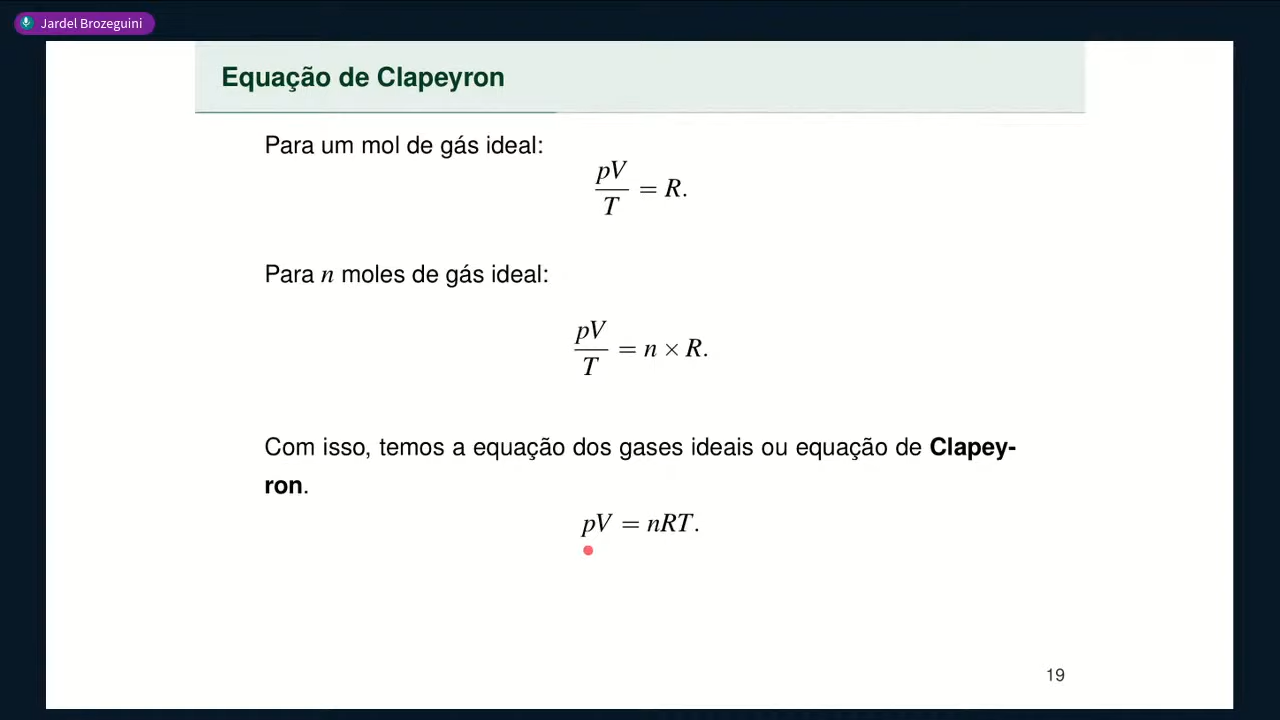 Jardel Brozeguini
Equação de Clapeyron
Para um mol de gás ideal:
pV/T = R.
Para n moles de gás ideal:
pV/T = n × R.
Com isso, temos a equação dos gases ideais ou equação de Clapey-
ron.
pV = nRT.
19